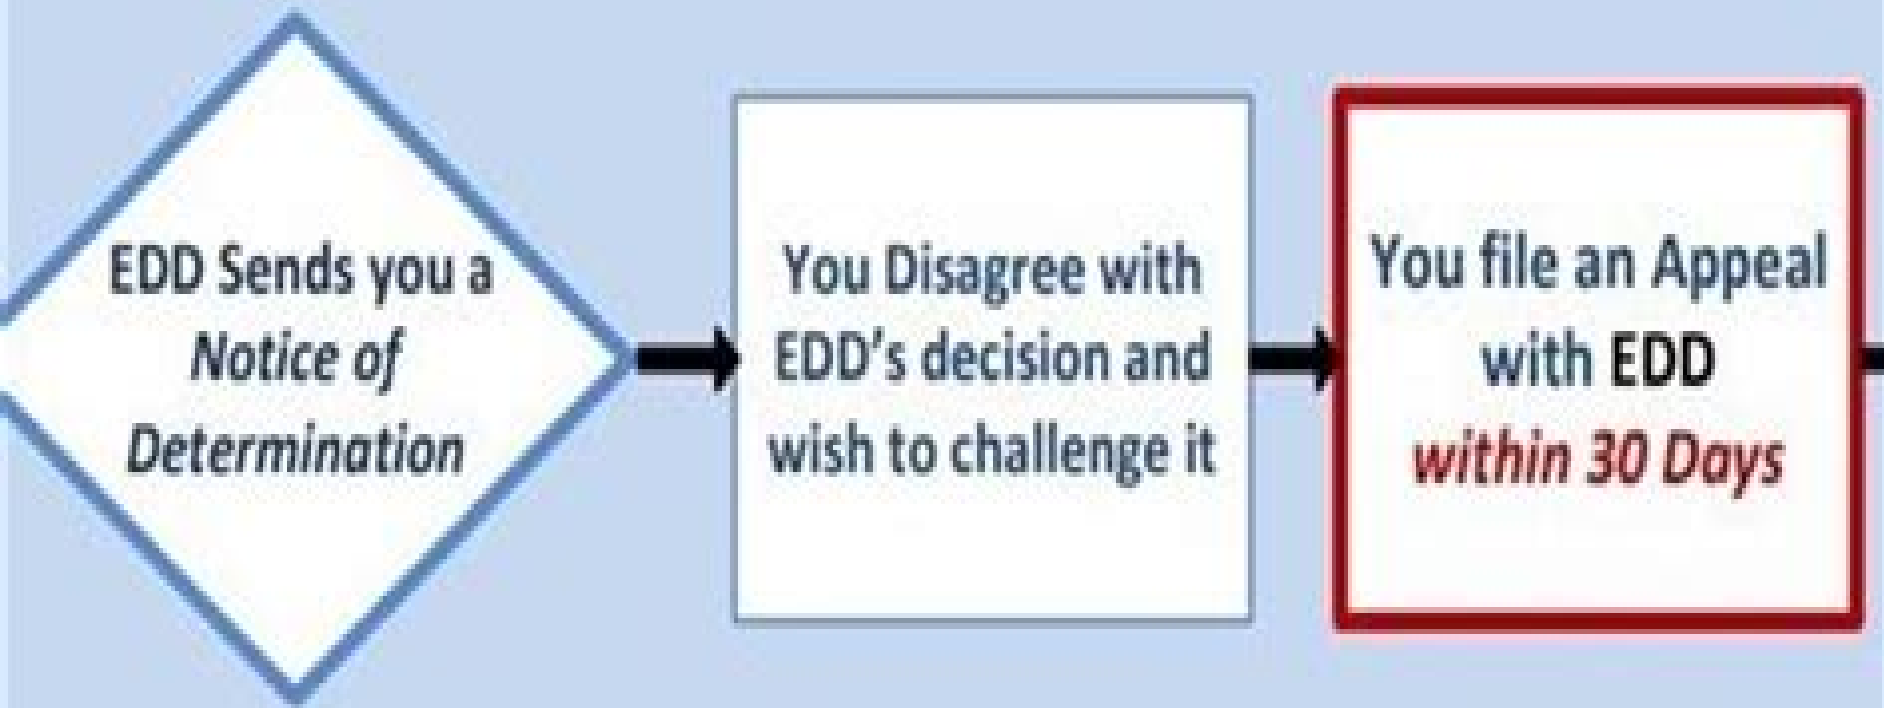 EDD Sends you a
Notice of
Determination
You Disagree with
EDD's decision and
wish to challenge it
You file an Appeal
with EDD
within 30 Days